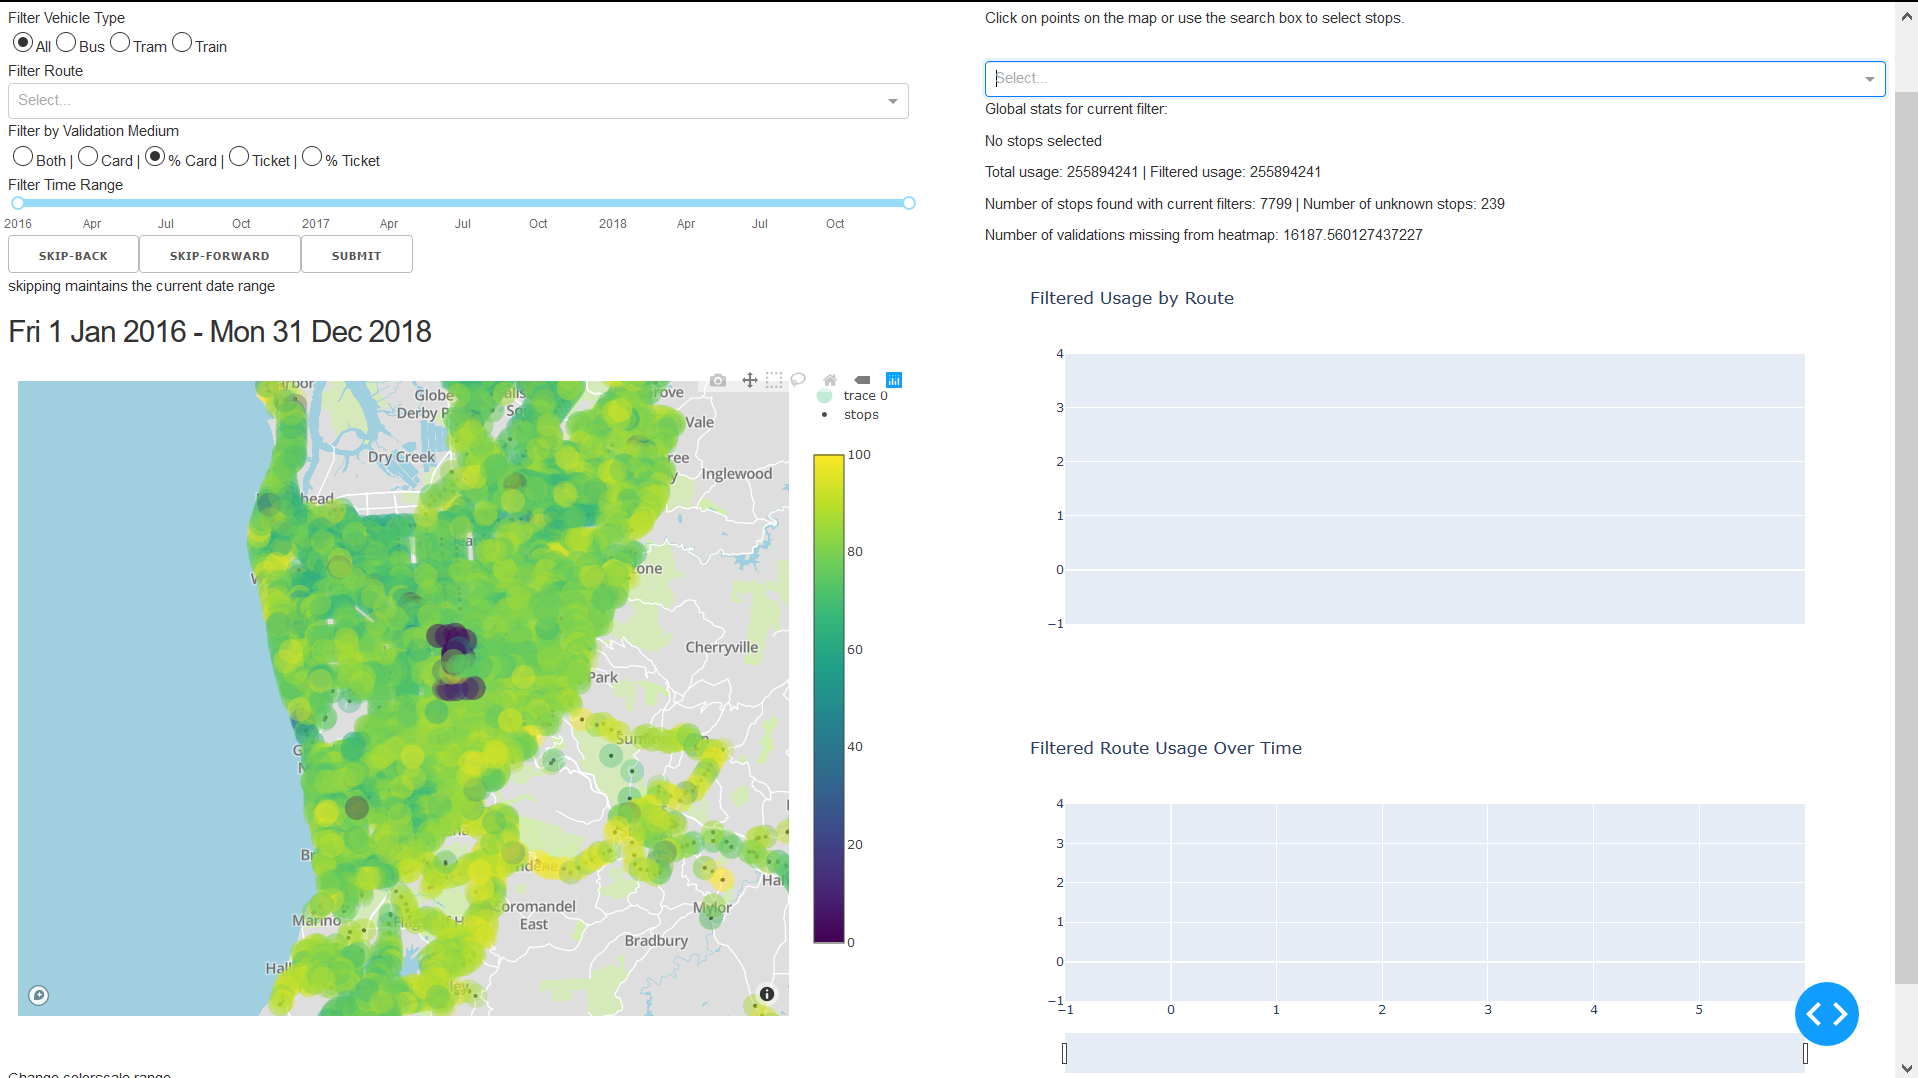 Filter Vehicle Type
All Bus Tram Train
Filter Route
Select...
Filter by Validation Medium
Both | Card | % Card | Ticket | % Ticket
Filter Time Range
2016 Apr Jul Oct 2017 Apr Jul Oct 2018 Apr Jul Oct
SKIP-BACK SKIP-FORWARD SUBMIT
skipping maintains the current date range
Fri 1 Jan 2016 - Mon 31 Dec 2018
trace 0
stops
100
80
60
40
20
0
Globe
Derby
Vale
Dry Creek
Inglewood
Cherryville
Park
Coromandel
East
Marino
Mylor
Bradbury
Click on points on the map or use the search box to select stops.
Select...
Global stats for current filter:
No stops selected
Total usage: 255894241 | Filtered usage: 255894241
Number of stops found with current filters: 7799 | Number of unknown stops: 239
Number of validations missing from heatmap: 16187.560127437227
Filtered Usage by Route
4
3
2
1
0
−1
Filtered Route Usage Over Time
4
3
2
1
0
−1
−1 0 1 2 3 4 5
Change colorscale range